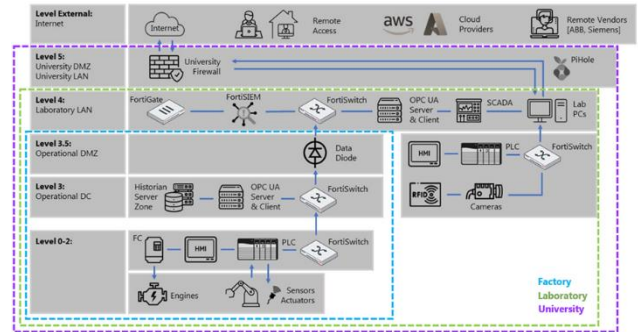 Level External:
Internet
Internet
Remote
Access
aws
Cloud
Providers
Remote Vendors
[ABB, Siemens]
Level 5:
University DMZ
University LAN
University
Firewall
PiHole
Level 4:
Laboratory LAN
FortiGate
FortiSIEM
FortiSwitch
OPC UA
Server
& Client
SCADA
Lab
PCs
Level 3.5:
Operational DMZ
Data
Diode
HMI
PLC
FortiSwitch
Level 3:
Operational DC
Historian
Server
Zone
OPC UA
Server
& Client
FortiSwitch
RFID
Cameras
Level 0-2:
FC
HMI
PLC
FortiSwitch
Engines
Sensors
Actuators
Factory
Laboratory
University